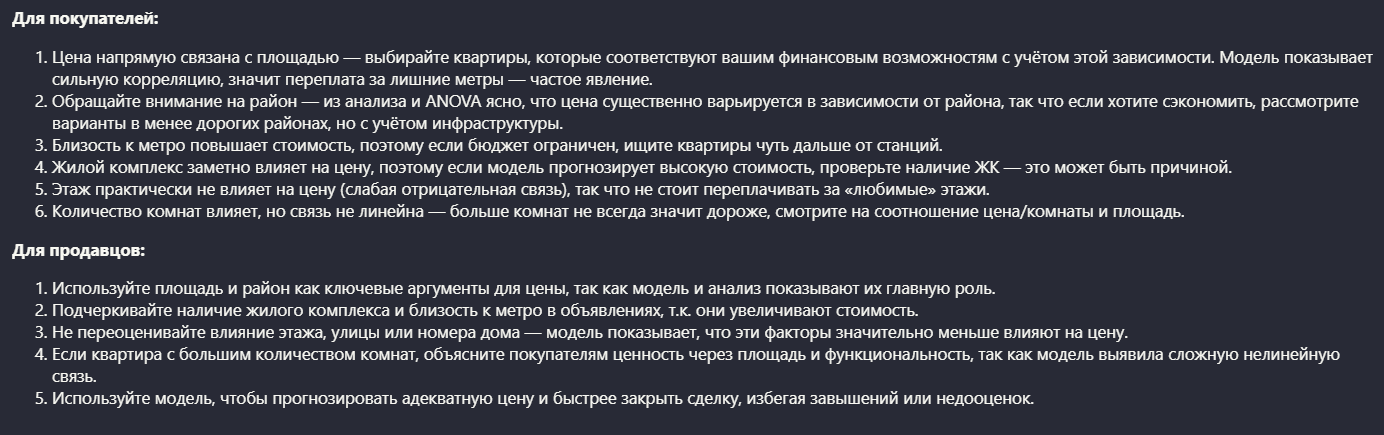 Для покупателей:
1. Цена напрямую связана с площадью — выбирайте квартиры, которые соответствуют вашим финансовым возможностям с учётом этой зависимости. Модель показывает
сильную корреляцию, значит переплата за лишние метры — частое явление.
2. Обращайте внимание на район — из анализа и ANOVA ясно, что цена существенно варьируется в зависимости от района, так что если хотите сэкономить, рассмотрите
варианты в менее дорогих районах, но с учётом инфраструктуры.
3. Близость к метро повышает стоимость, поэтому если бюджет ограничен, ищите квартиры чуть дальше от станций.
4. Жилой комплекс заметно влияет на цену, поэтому если модель прогнозирует высокую стоимость, проверьте наличие ЖК — это может быть причиной.
5. Этаж практически не влияет на цену (слабая отрицательная связь), так что не стоит переплачивать за «любимые» этажи.
6. Количество комнат влияет, но связь не линейна — больше комнат не всегда значит дороже, смотрите на соотношение цена/комнаты и площадь.
Для продавцов:
1. Используйте площадь и район как ключевые аргументы для цены, так как модель и анализ показывают их главную роль.
2. Подчеркивайте наличие жилого комплекса и близость к метро в объявлениях, т.к. они увеличивают стоимость.
3. Не переоценивайте влияние этажа, улицы или номера дома — модель показывает, что эти факторы значительно меньше влияют на цену.
4. Если квартира с большим количеством комнат, объясните покупателям ценность через площадь и функциональность, так как модель выявила сложную нелинейную
связь.
5. Используйте модель, чтобы прогнозировать адекватную цену и быстрее закрыть сделку, избегая завышений или недооценок.